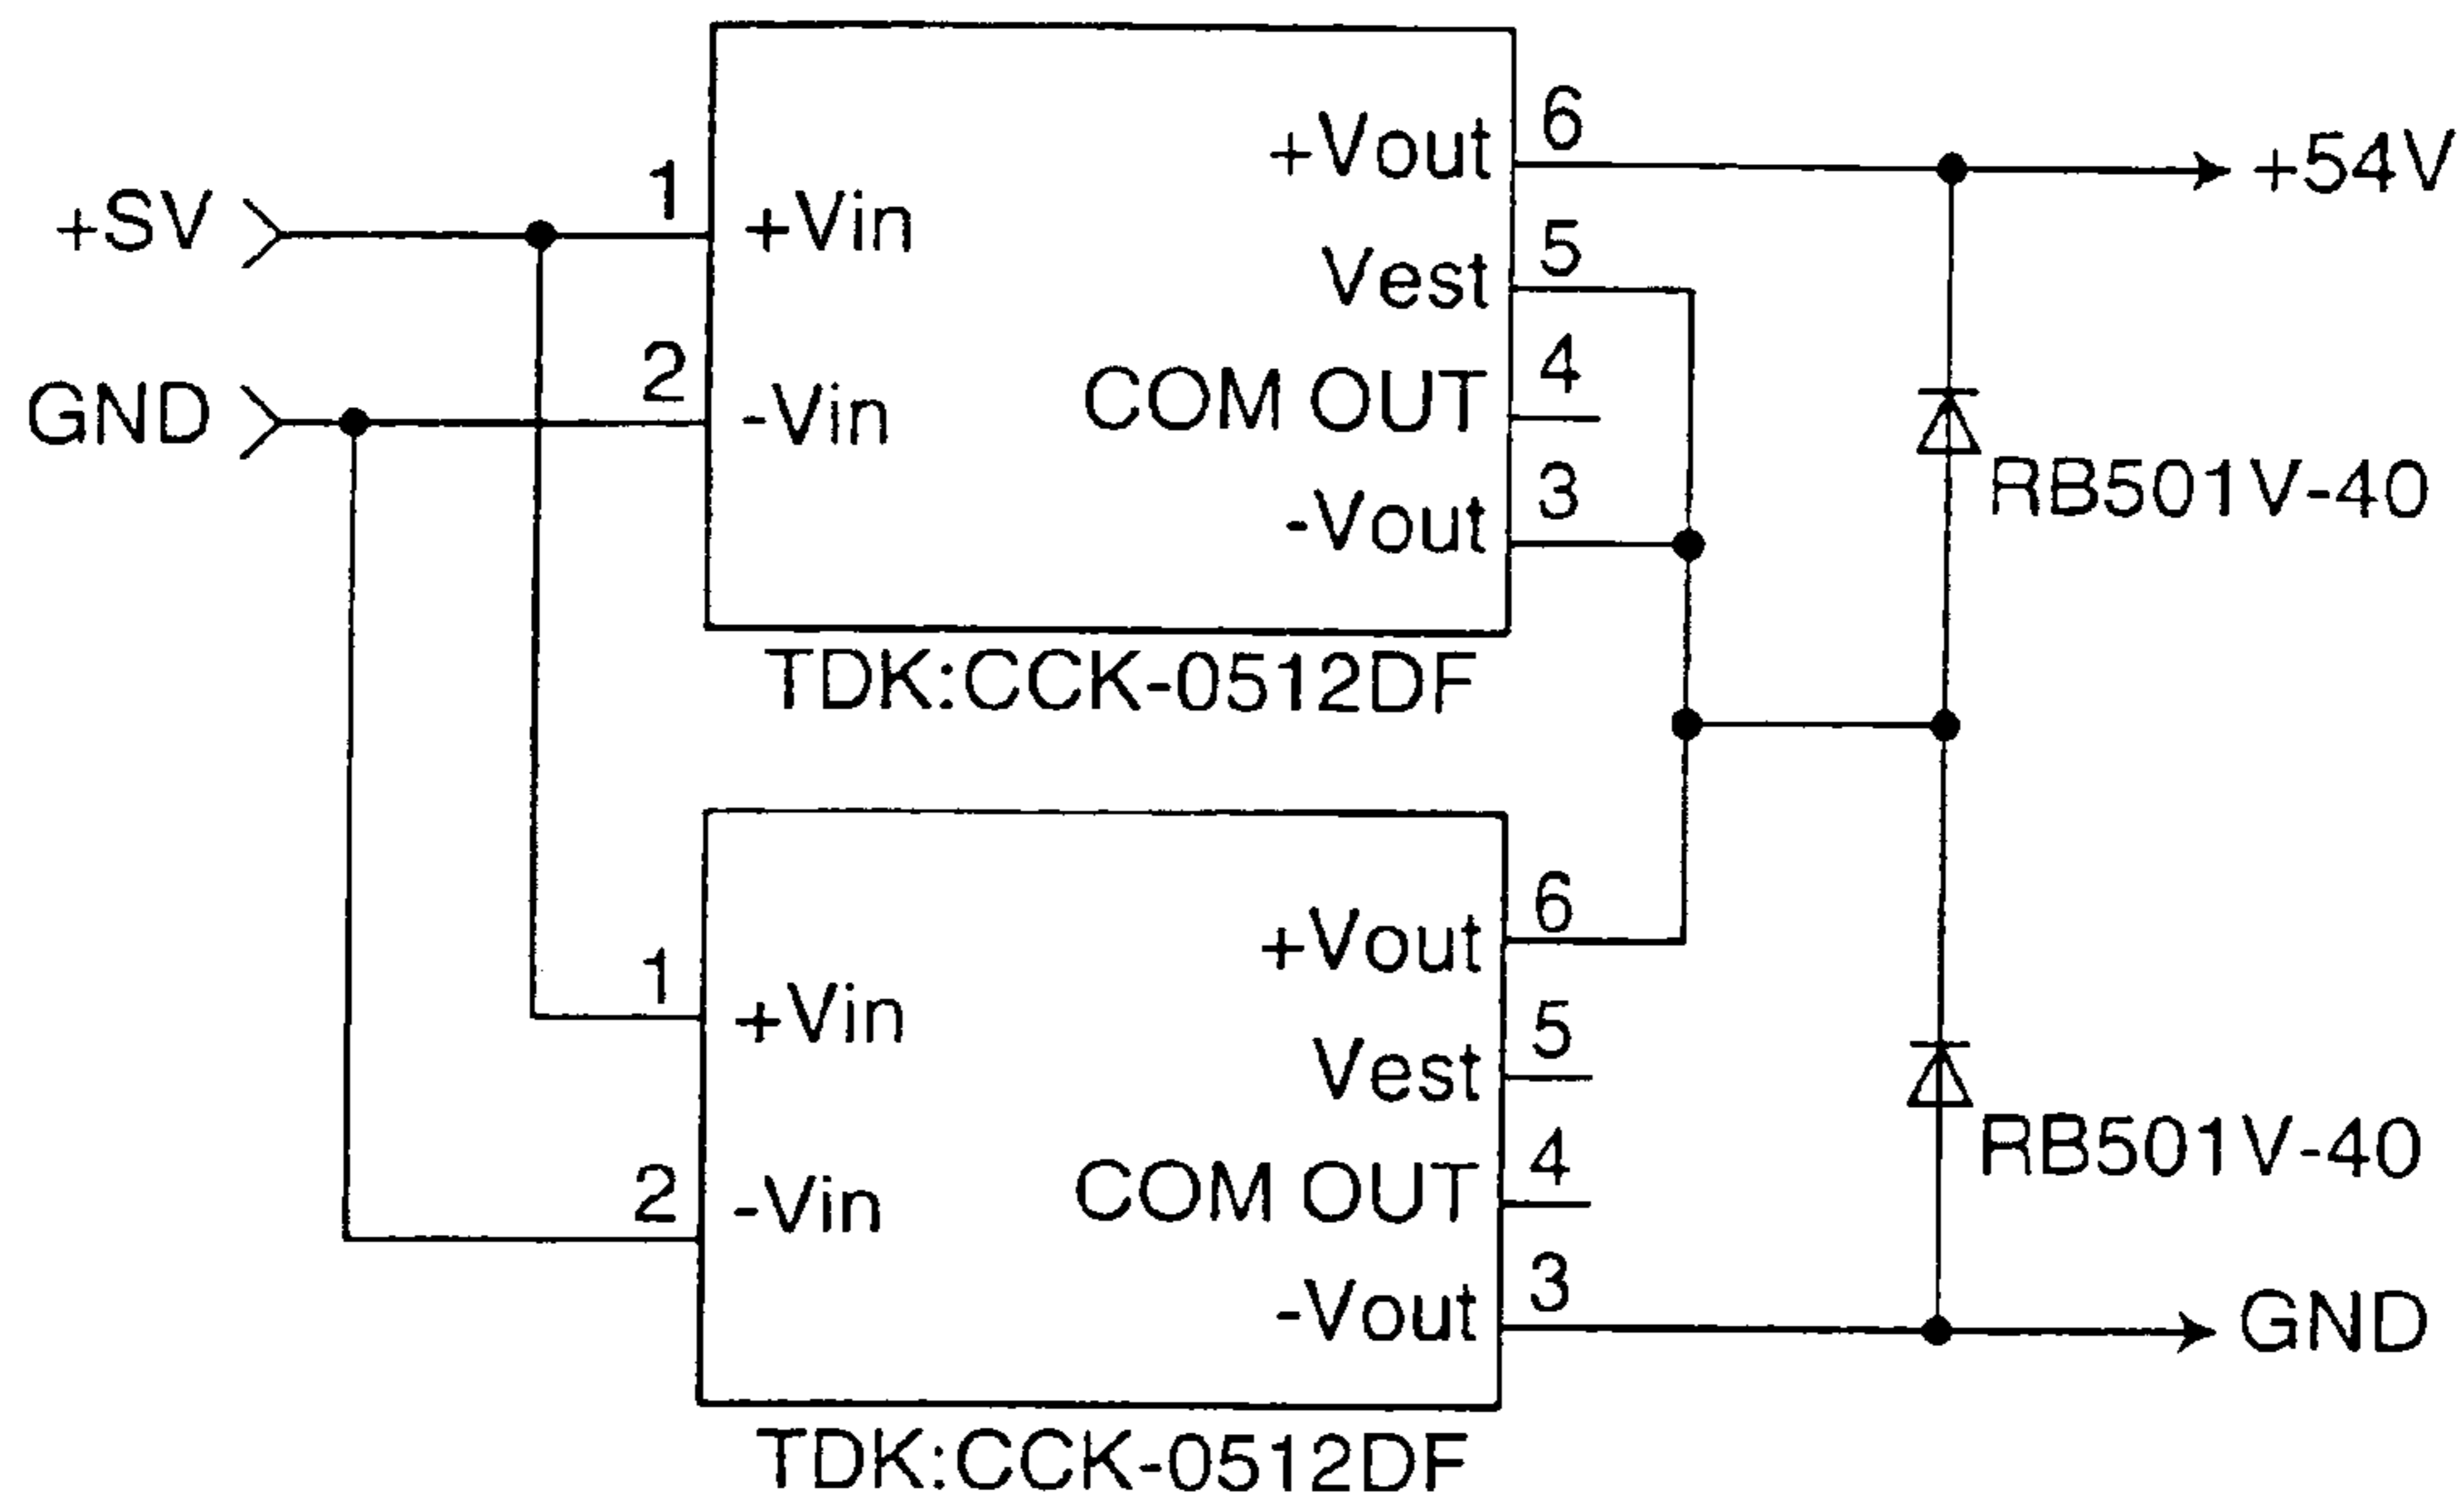 +SV
GND
1
+Vin
2
-Vin
+Vout
6
Vest
5
COM OUT
4
-Vout
3
TDK:CCK-0512DF
+54V
RB501V-40
1
+Vin
2
-Vin
+Vout
6
Vest
5
COM OUT
4
-Vout
3
TDK:CCK-0512DF
RB501V-40
GND